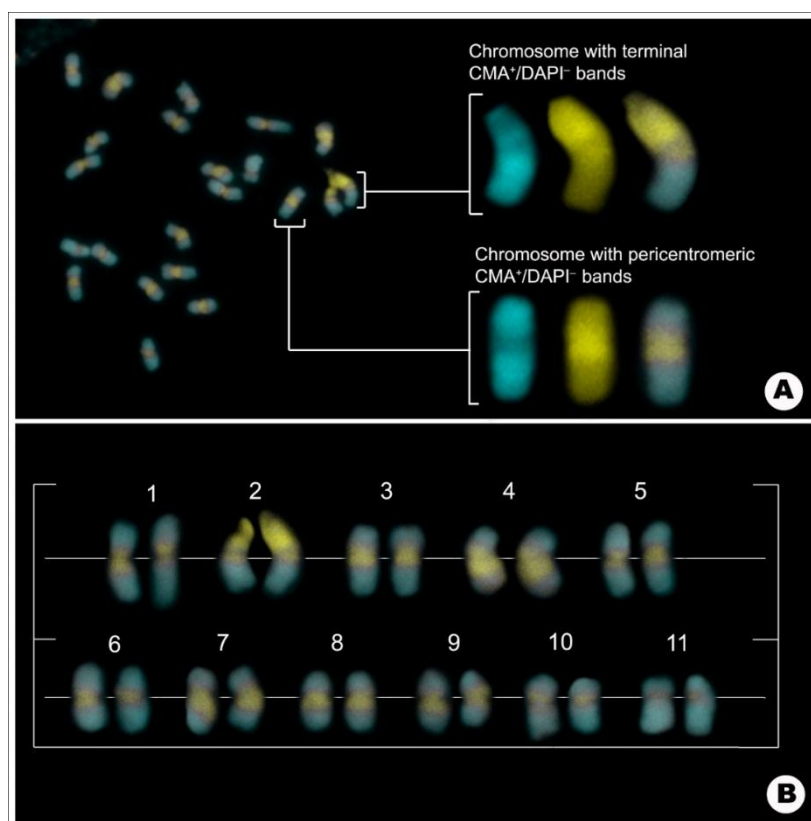 Chromosome with terminal
CMA⁺/DAPI⁻ bands
Chromosome with pericentromeric
CMA⁺/DAPI⁻ bands
A
1 2 3 4 5
6 7 8 9 10 11
B